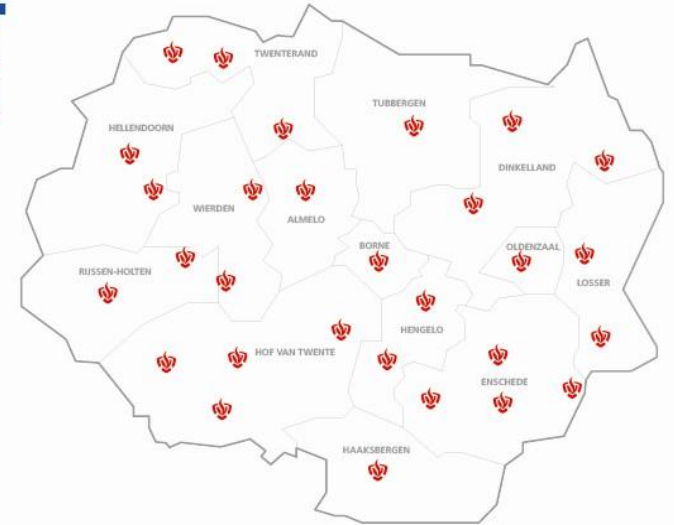 TWENTERAND
TUBBERGEN
HELLENDOORN
DINKELLAND
WIERDEN
ALMELO
BORNE
OLDENZAAL
RIJSSEN-HOLTEN
LOSSER
HENGELO
HOF VAN TWENTE
ENSCHEDE
HAAKSBERGEN